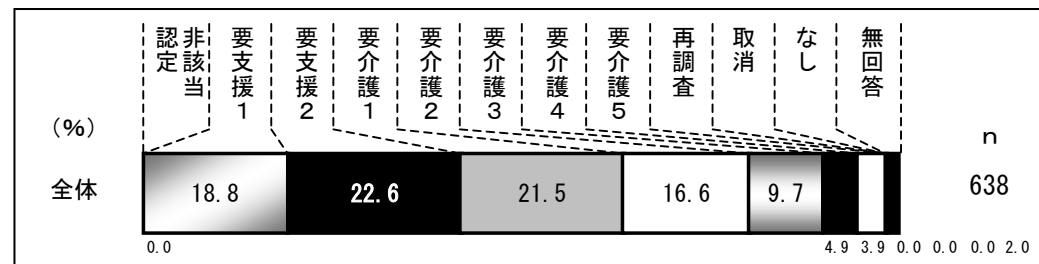 非該当認定
要支援1
要支援2
要介護1
要介護2
要介護3
要介護4
要介護5
再調査
取消
なし
無回答
(%)
n
全体
18.8
22.6
21.5
16.6
9.7
638
0.0
4.9
3.9
0.0
0.0
0.0
2.0